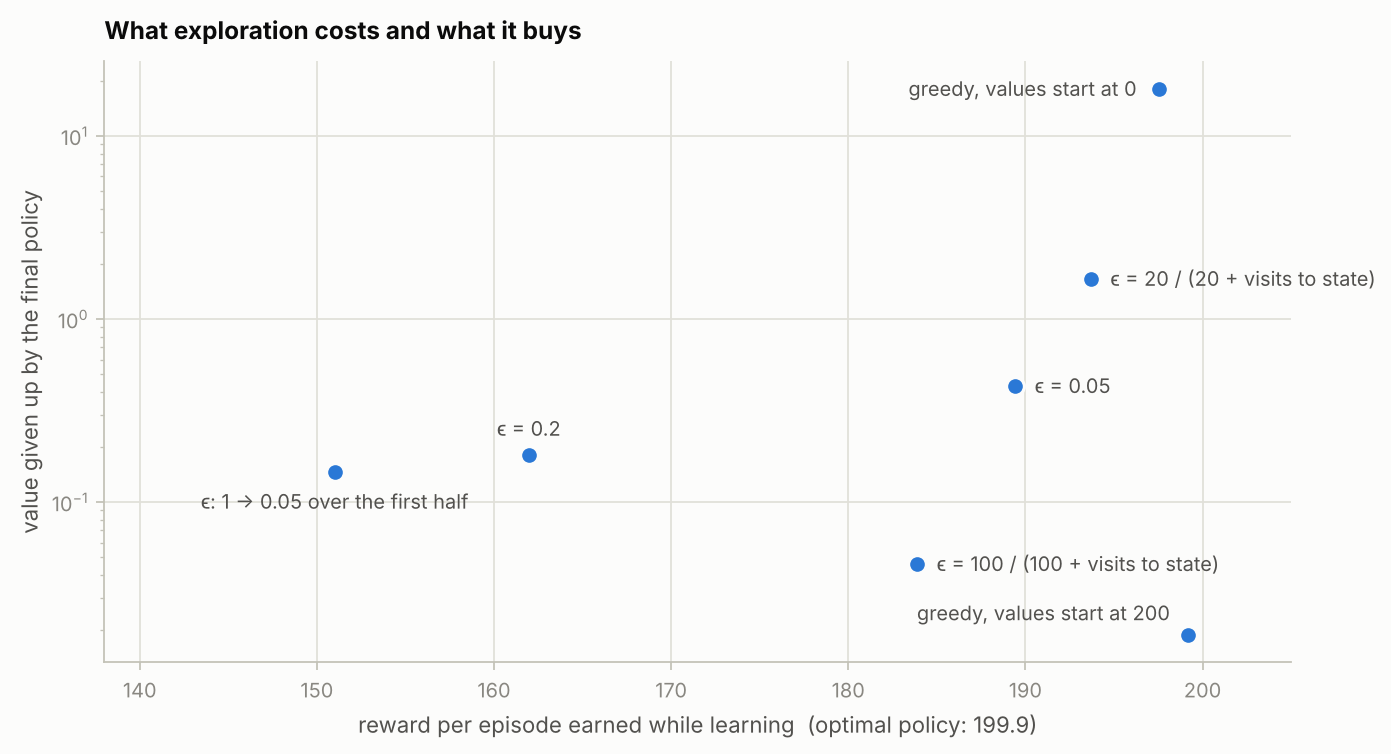 What exploration costs and what it buys
value given up by the final policy
10¹
10⁰
10⁻¹
greedy, values start at 0
ϵ = 20 / (20 + visits to state)
ϵ = 0.05
ϵ = 0.2
ϵ: 1 → 0.05 over the first half
ϵ = 100 / (100 + visits to state)
greedy, values start at 200
140 150 160 170 180 190 200
reward per episode earned while learning (optimal policy: 199.9)